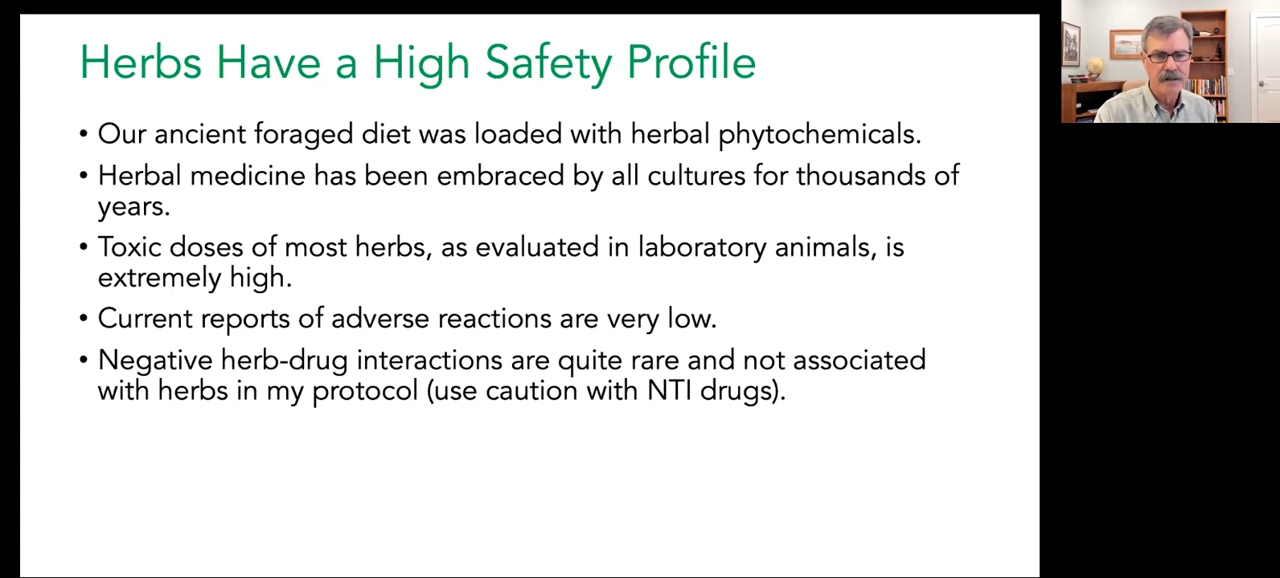 Herbs Have a High Safety Profile
• Our ancient foraged diet was loaded with herbal phytochemicals.
• Herbal medicine has been embraced by all cultures for thousands of
years.
• Toxic doses of most herbs, as evaluated in laboratory animals, is
extremely high.
• Current reports of adverse reactions are very low.
• Negative herb-drug interactions are quite rare and not associated
with herbs in my protocol (use caution with NTI drugs).